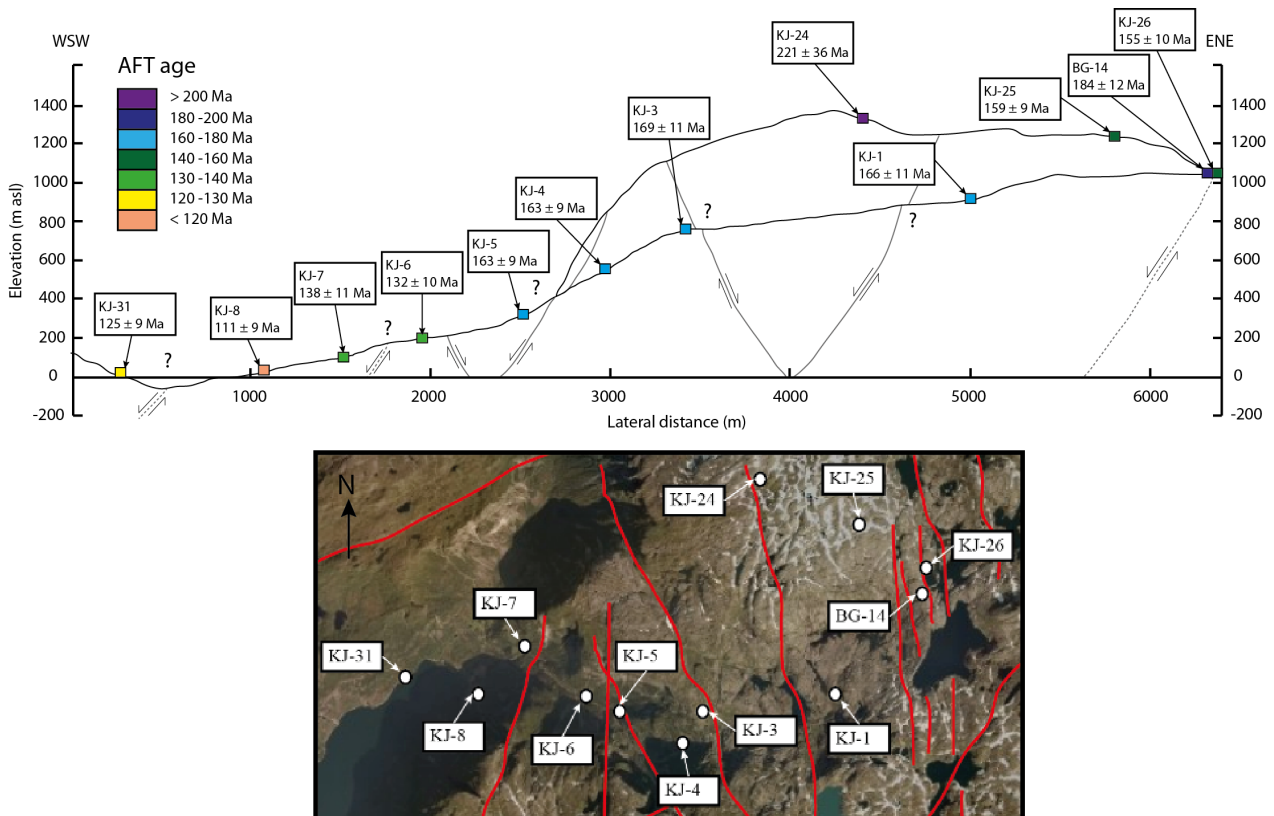 WSW
ENE
AFT age
> 200 Ma
180 -200 Ma
160 -180 Ma
140 -160 Ma
130 -140 Ma
120 -130 Ma
< 120 Ma
Elevation (m asl)
1400
1200
1000
800
600
400
200
0
-200
1400
1200
1000
800
600
400
200
0
-200
KJ-31
125 ± 9 Ma
?
KJ-8
111 ± 9 Ma
KJ-7
138 ± 11 Ma
?
KJ-6
132 ± 10 Ma
KJ-5
163 ± 9 Ma
?
KJ-4
163 ± 9 Ma
KJ-3
169 ± 11 Ma
?
KJ-24
221 ± 36 Ma
KJ-1
166 ± 11 Ma
?
KJ-25
159 ± 9 Ma
BG-14
184 ± 12 Ma
KJ-26
155 ± 10 Ma
1000
2000
3000
4000
5000
6000
Lateral distance (m)
N
KJ-24
KJ-25
KJ-26
KJ-7
BG-14
KJ-31
KJ-5
KJ-8
KJ-6
KJ-3
KJ-1
KJ-4